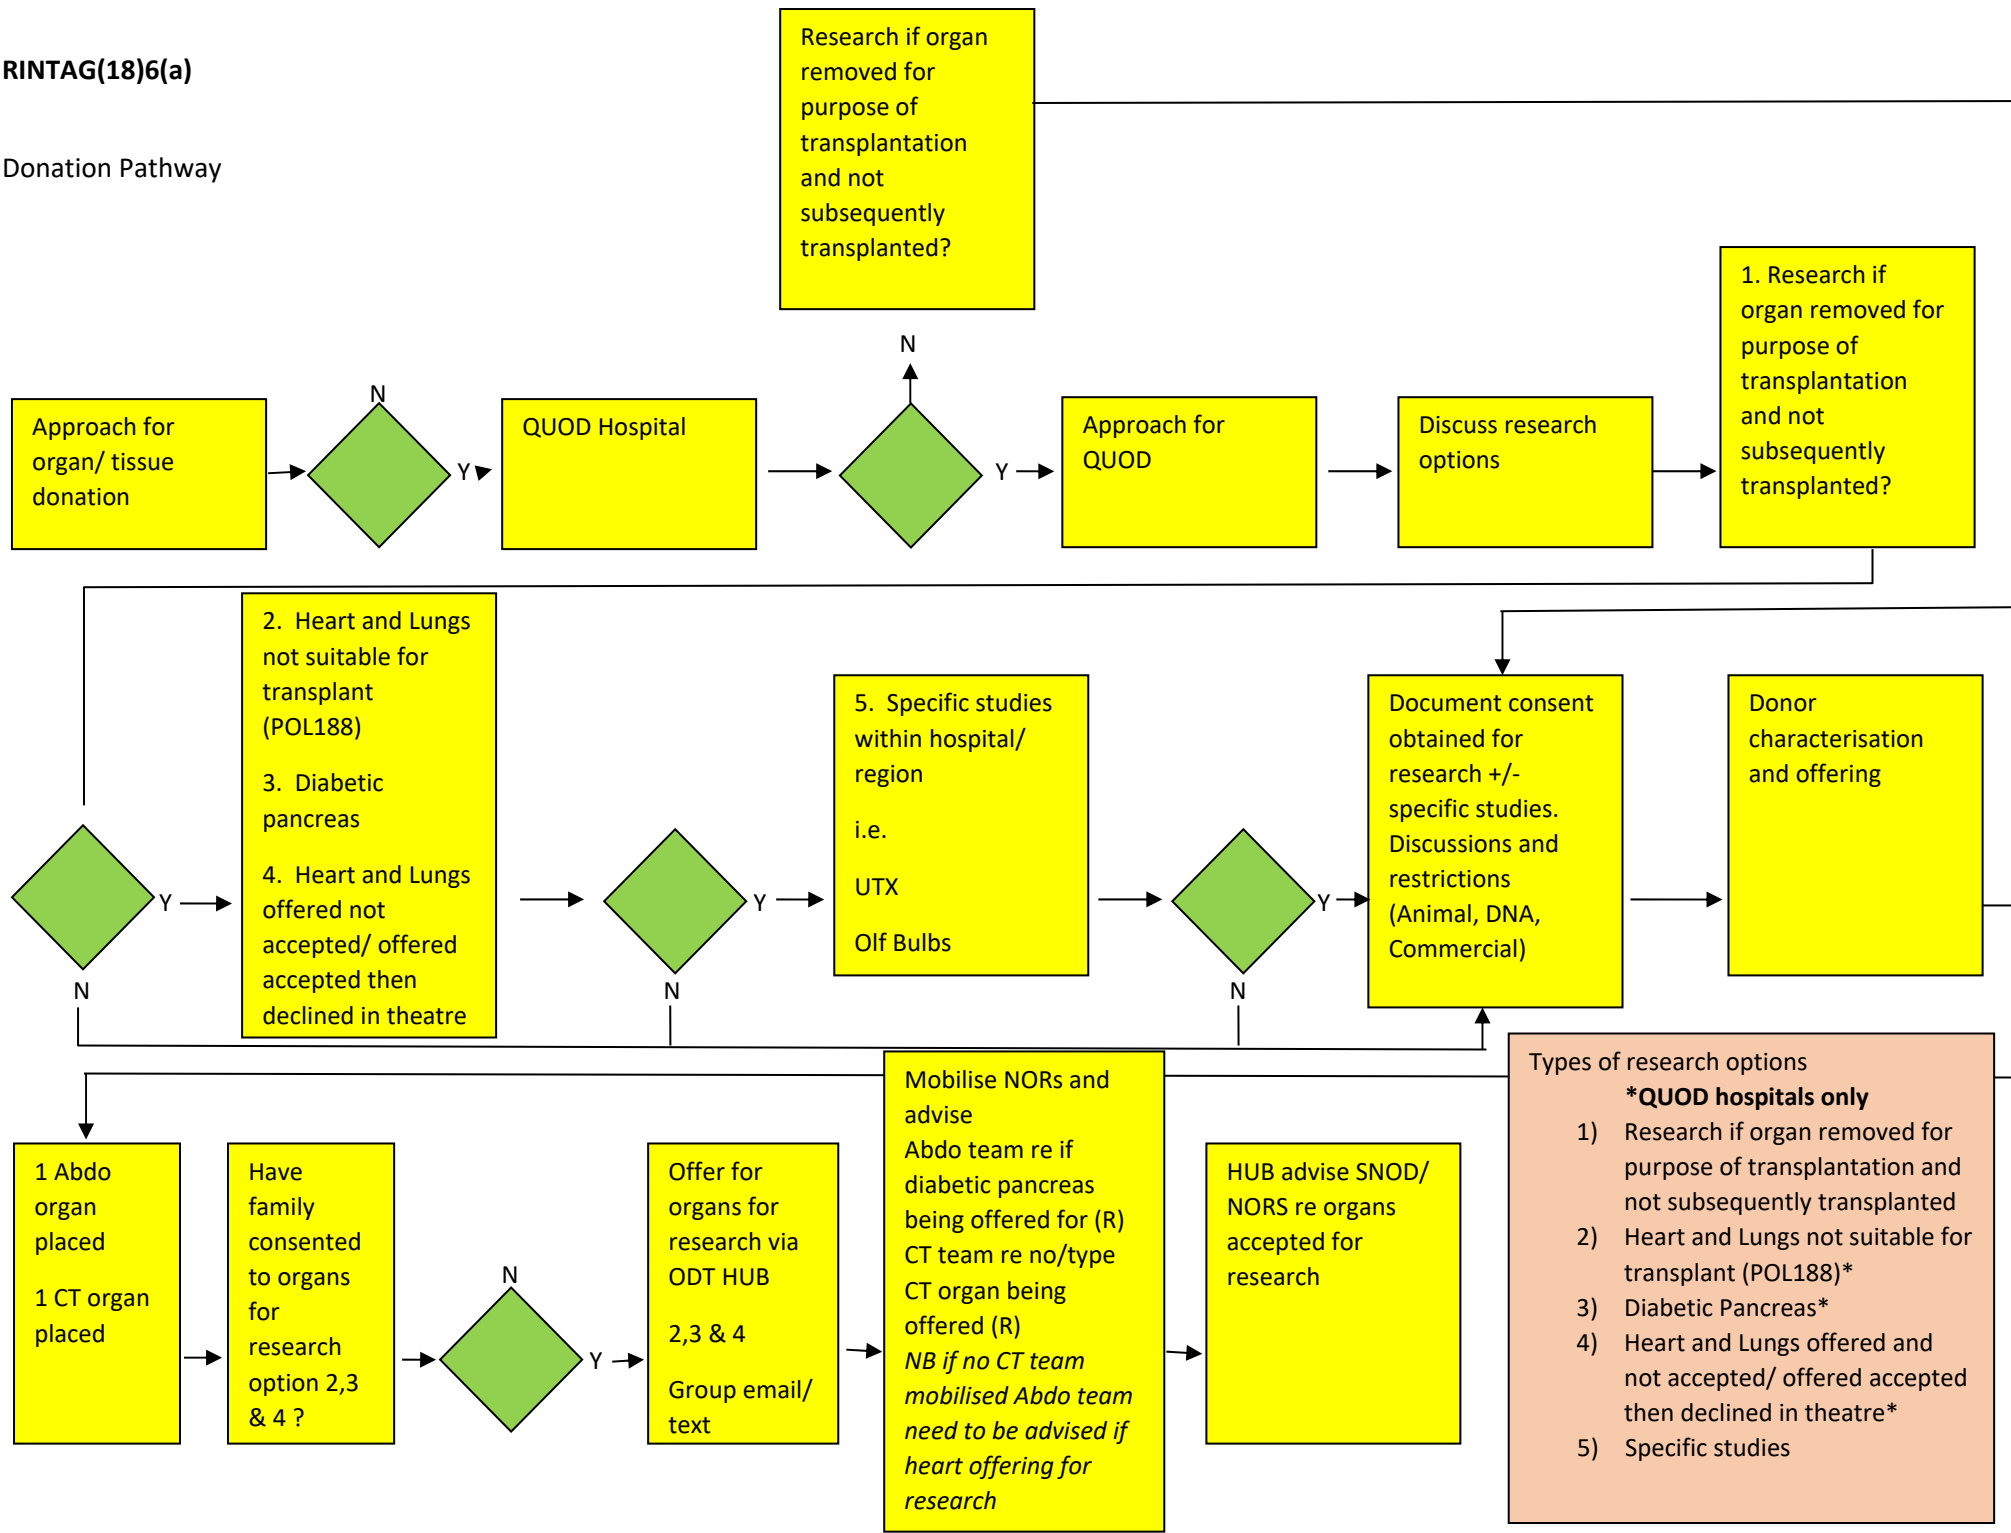 RINTAG(18)6(a)
Donation Pathway
Research if organ
removed for
purpose of
transplantation
and not
subsequently
transplanted?
N
Approach for
organ/ tissue
donation
N
Y
QUOD Hospital
Y
Approach for
QUOD
Discuss research
options
1. Research if
organ removed for
purpose of
transplantation
and not
subsequently
transplanted?
Y
N
2. Heart and Lungs
not suitable for
transplant
(POL188)
3. Diabetic
pancreas
4. Heart and Lungs
offered not
accepted/ offered
accepted then
declined in theatre
Y
N
5. Specific studies
within hospital/
region
i.e.
UTX
Olf Bulbs
Y
N
Document consent
obtained for
research +/-
specific studies.
Discussions and
restrictions
(Animal, DNA,
Commercial)
Donor
characterisation
and offering
1 Abdo
organ
placed
1 CT organ
placed
Have
family
consented
to organs
for
research
option 2,3
& 4 ?
N
Y
Offer for
organs for
research via
ODT HUB
2,3 & 4
Group email/
text
Mobilise NORs and
advise
Abdo team re if
diabetic pancreas
being offered for (R)
CT team re no/type
CT organ being
offered (R)
NB if no CT team
mobilised Abdo team
need to be advised if
heart offering for
research
HUB advise SNOD/
NORS re organs
accepted for
research
Types of research options
*QUOD hospitals only
1) Research if organ removed for
purpose of transplantation and
not subsequently transplanted
2) Heart and Lungs not suitable for
transplant (POL188)*
3) Diabetic Pancreas*
4) Heart and Lungs offered and
not accepted/ offered accepted
then declined in theatre*
5) Specific studies